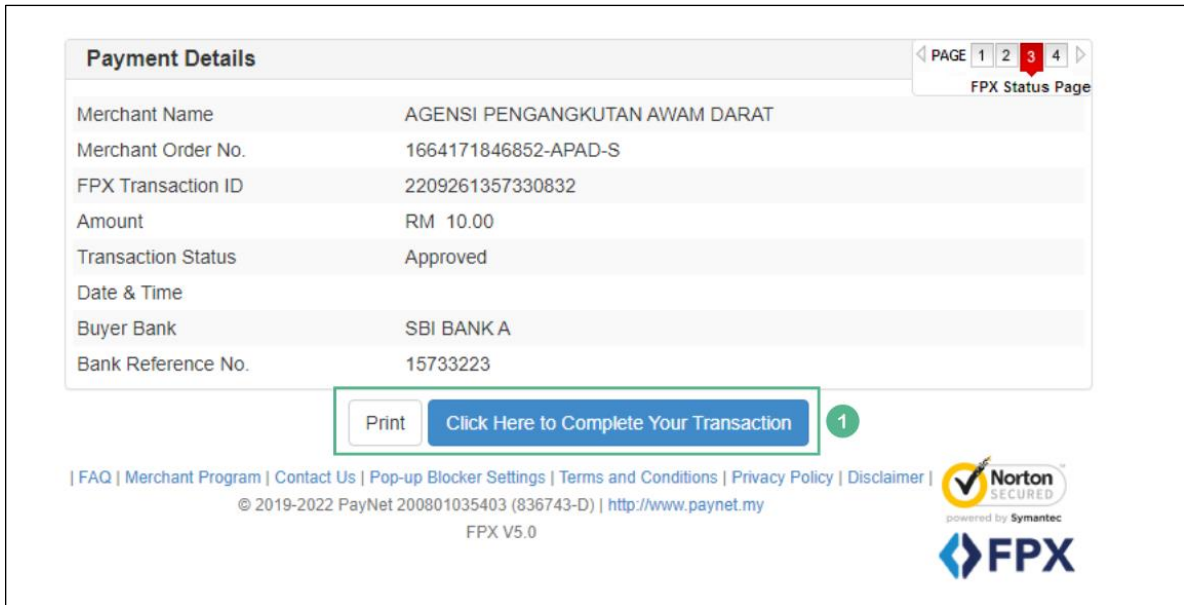 Payment Details
PAGE 1 2 3 4
FPX Status Page
Merchant Name AGENSI PENGANGKUTAN AWAM DARAT
Merchant Order No. 1664171846852-APAD-S
FPX Transaction ID 2209261357330832
Amount RM 10.00
Transaction Status Approved
Date & Time
Buyer Bank SBI BANK A
Bank Reference No. 15733223
Print Click Here to Complete Your Transaction 1
| FAQ | Merchant Program | Contact Us | Pop-up Blocker Settings | Terms and Conditions | Privacy Policy | Disclaimer |
© 2019-2022 PayNet 200801035403 (836743-D) | http://www.paynet.my
FPX V5.0
Norton
SECURED
powered by Symantec
FPX